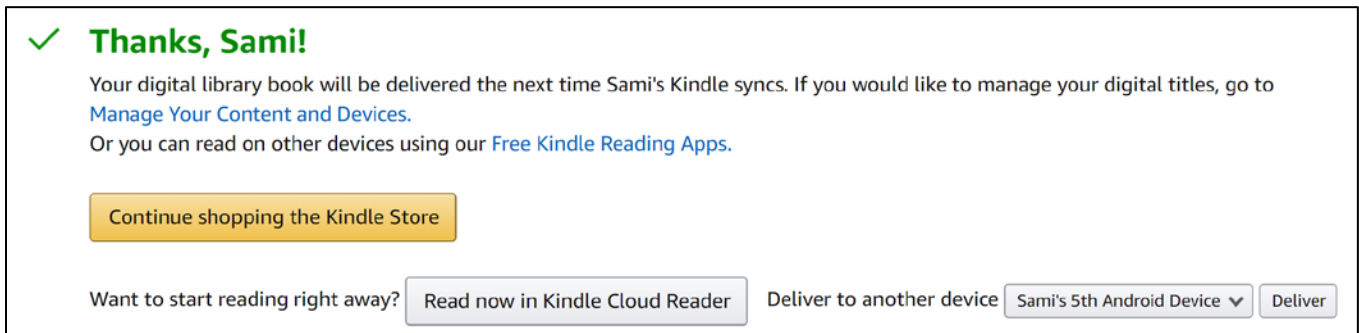 Thanks, Sami!
Your digital library book will be delivered the next time Sami's Kindle syncs. If you would like to manage your digital titles, go to
Manage Your Content and Devices.
Or you can read on other devices using our Free Kindle Reading Apps.
Continue shopping the Kindle Store
Want to start reading right away? Read now in Kindle Cloud Reader Deliver to another device Sami's 5th Android Device Deliver